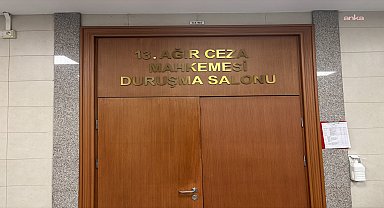 anka
13. AĞIR CEZA
MAHKEMESİ
DURUŞMA SALONU